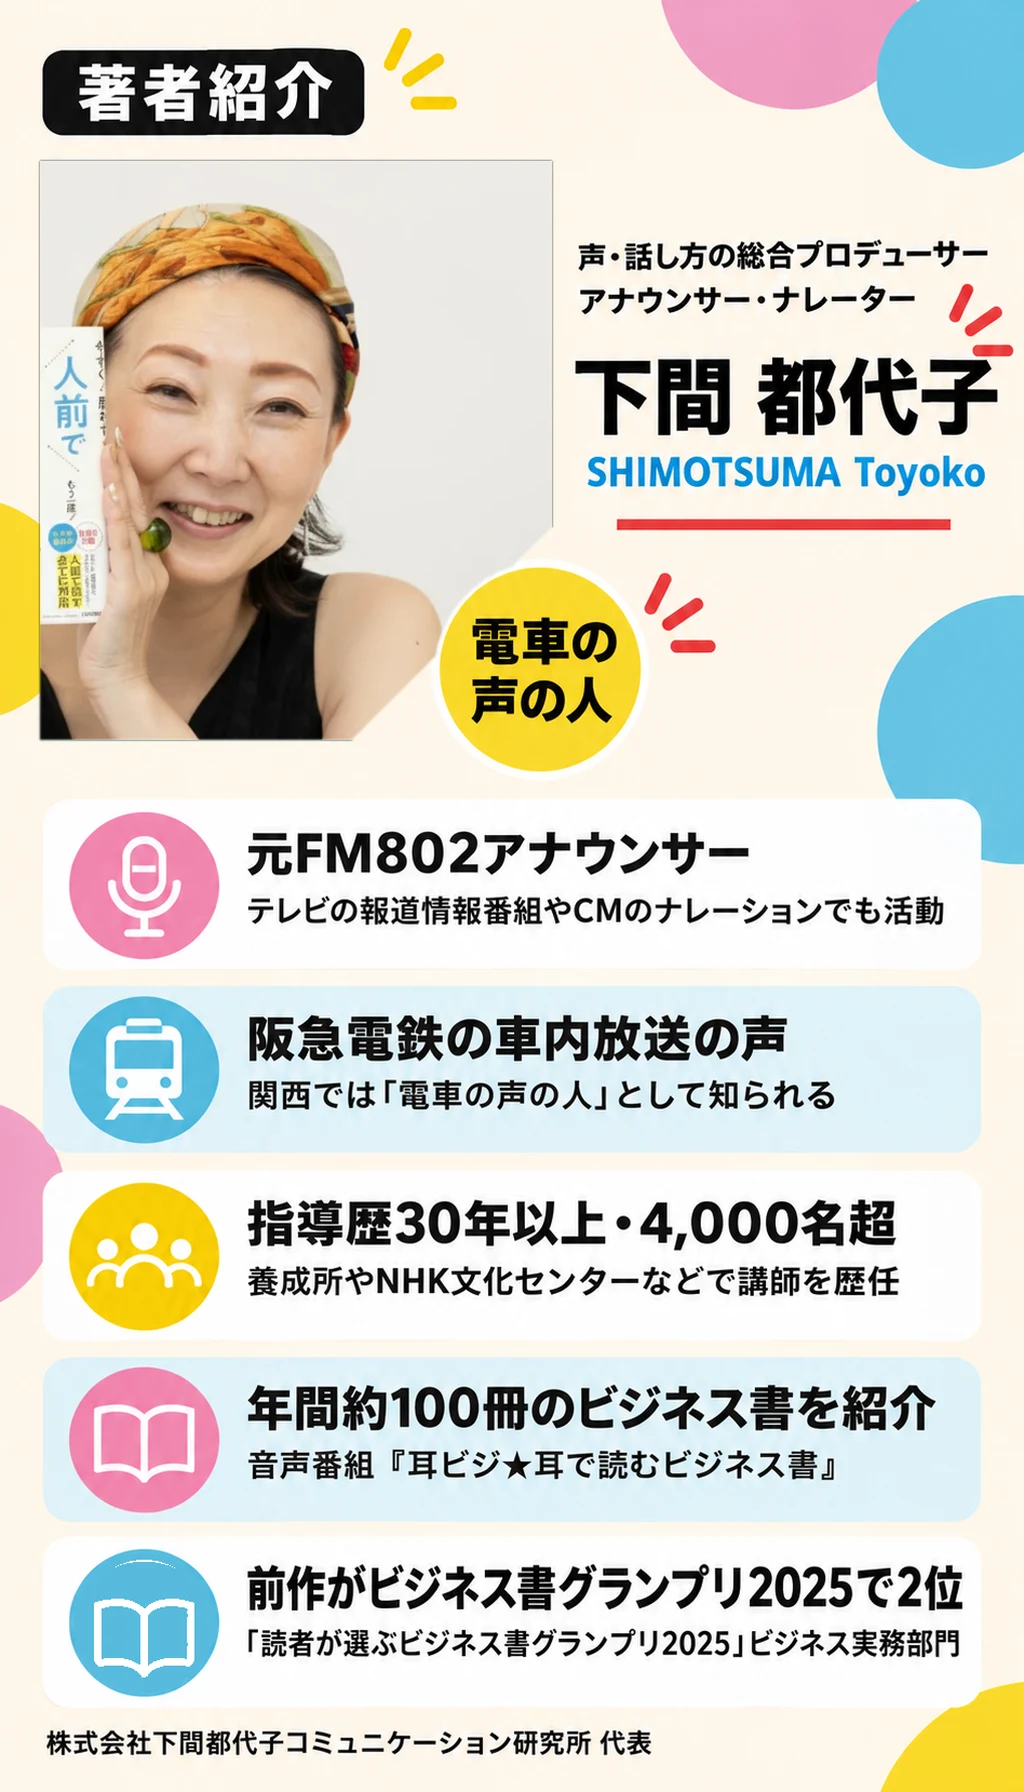 著者紹介
声・話し方の総合プロデューサー
アナウンサー・ナレーター
下間 都代子
SHIMOTSUMA Toyoko
人前で
もう一度!
電車の
声の人
元FM802アナウンサー
テレビの報道情報番組やCMのナレーションでも活動
阪急電鉄の車内放送の声
関西では「電車の声の人」として知られる
指導歴30年以上・4,000名超
養成所やNHK文化センターなどで講師を歴任
年間約100冊のビジネス書を紹介
音声番組『耳ビジ★耳で読むビジネス書』
前作がビジネス書グランプリ2025で2位
「読者が選ぶビジネス書グランプリ2025」ビジネス実務部門
株式会社下間都代子コミュニケーション研究所 代表